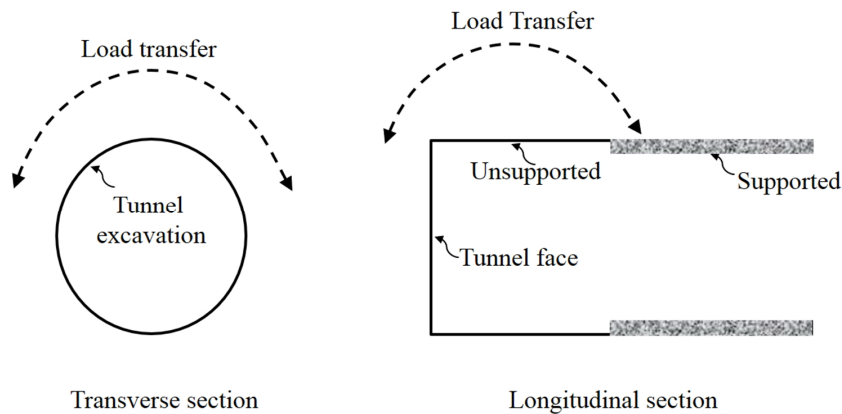 Load transfer
Tunnel
excavation
Transverse section
Load Transfer
Unsupported
Supported
Tunnel face
Longitudinal section